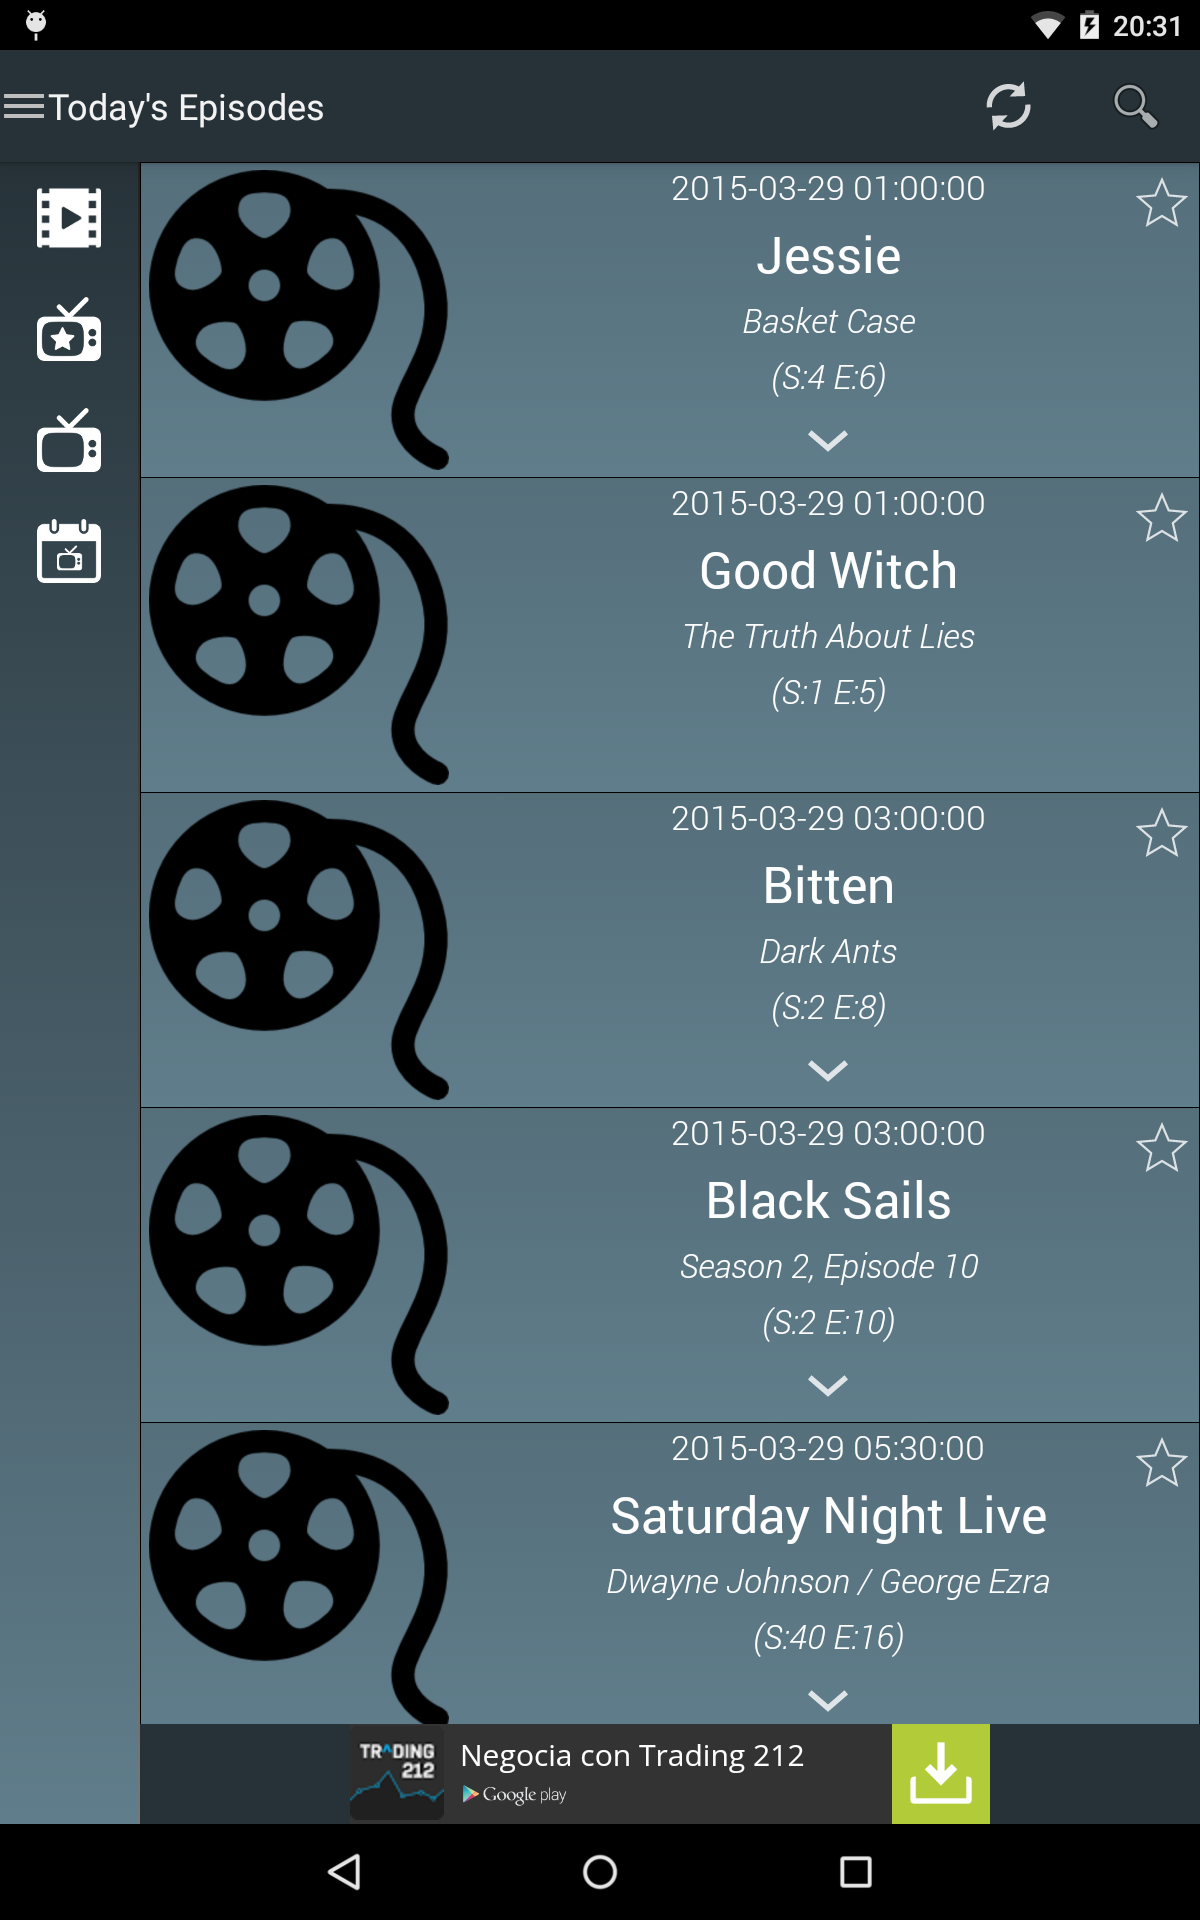 20:31
Today's Episodes
2015-03-29 01:00:00
Jessie
Basket Case
(S:4 E:6)
2015-03-29 01:00:00
Good Witch
The Truth About Lies
(S:1 E:5)
2015-03-29 03:00:00
Bitten
Dark Ants
(S:2 E:8)
2015-03-29 03:00:00
Black Sails
Season 2, Episode 10
(S:2 E:10)
2015-03-29 05:30:00
Saturday Night Live
Dwayne Johnson / George Ezra
(S:40 E:16)
TRADING
212
Negocia con Trading 212
Google play